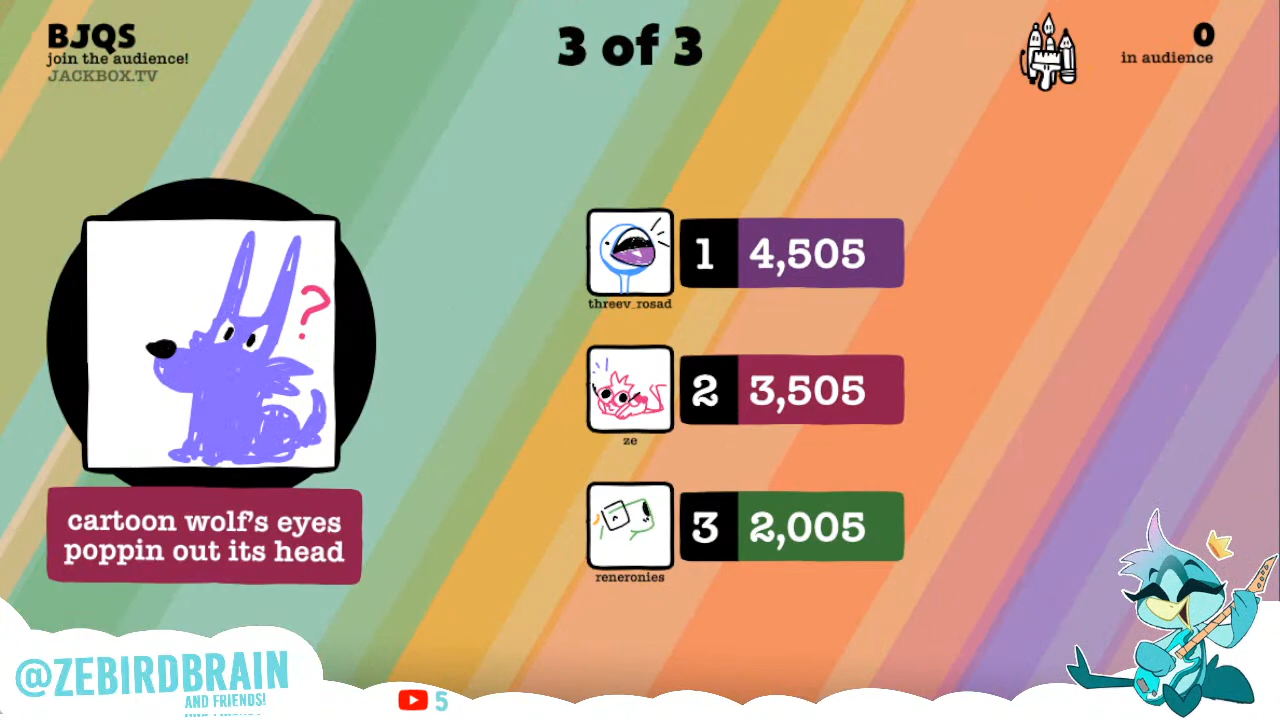 BJQS
join the audience!
JACKBOX.TV
3 of 3
0
in audience
?
cartoon wolf's eyes
poppin out its head
1 4,505
threev_rosad
2 3,505
ze
3 2,005
reneronies
@ZEBIRDBRAIN
AND FRIENDS!
5